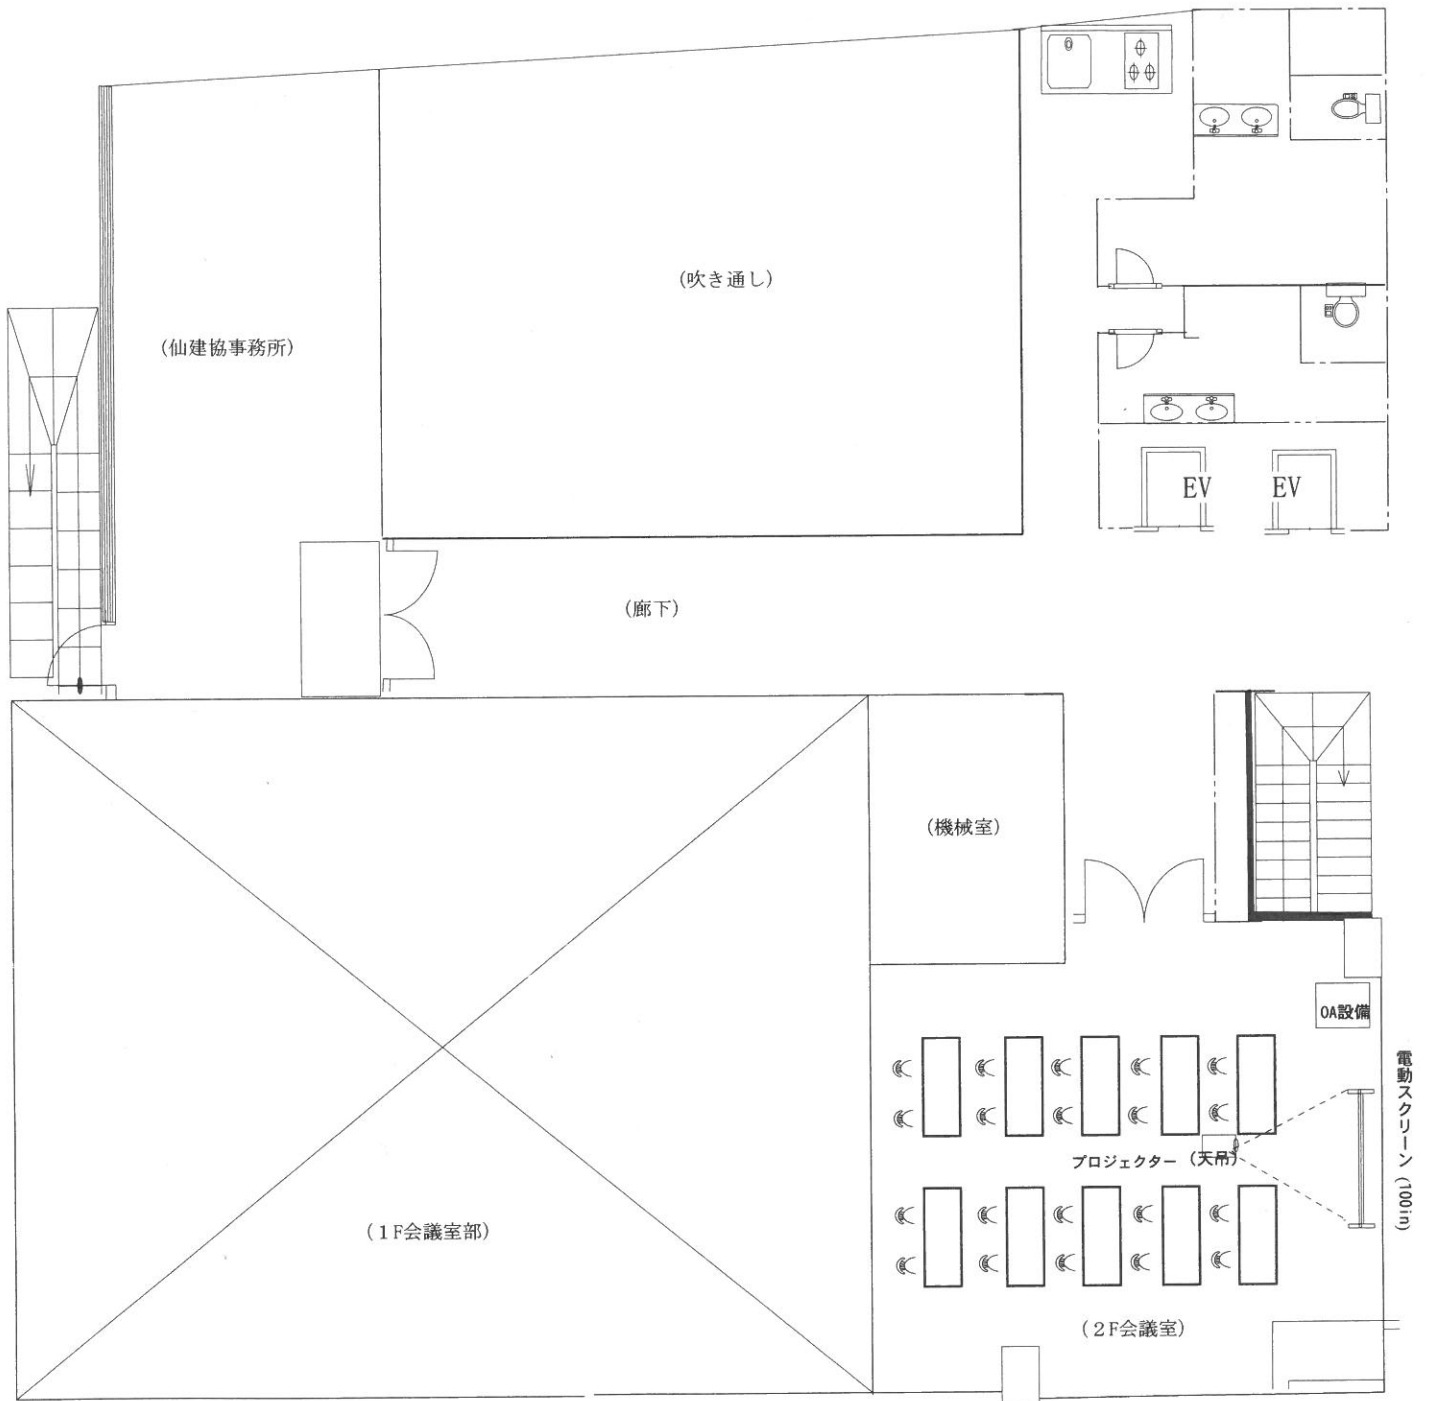 (吹き通し)
(仙建協事務所)
EV
EV
(廊下)
(機械室)
OA設備
電動スクリーン (100in)
プロジェクター (天吊)
(1F会議室部)
(2F会議室)